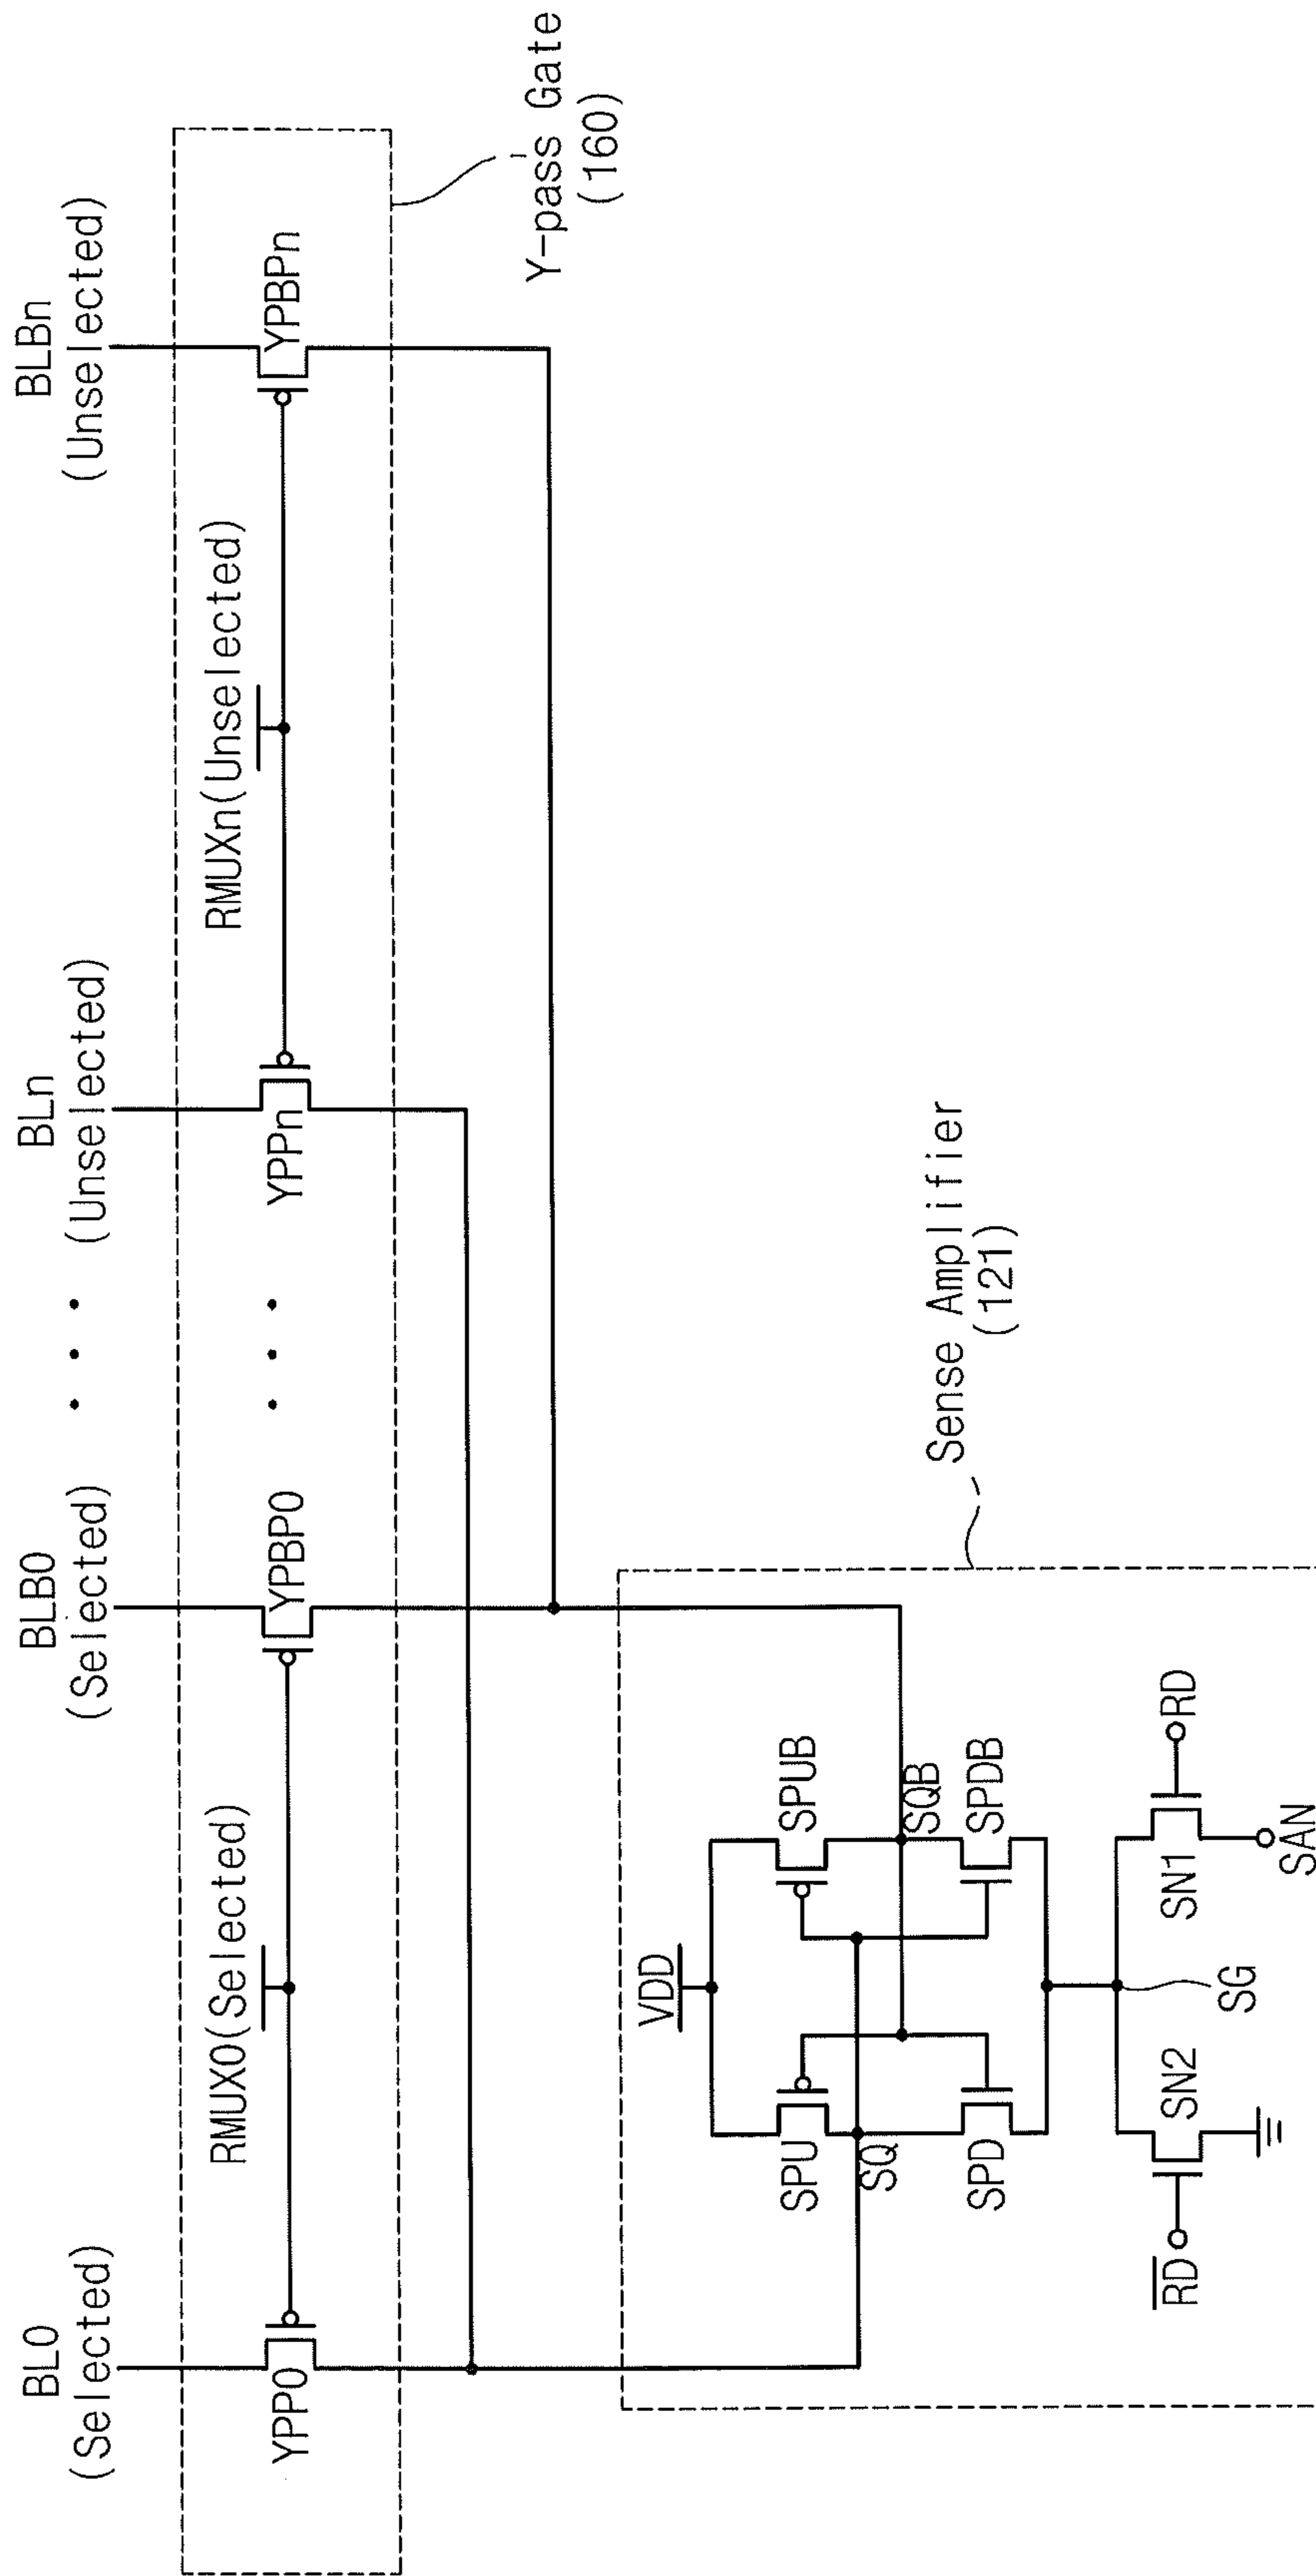 BL0
(Selected)
BLB0
(Selected)
BLn
(Unselected)
BLBn
(Unselected)
RMUX0(Selected)
RMUXn(Unselected)
YPP0
YPBP0
YPPn
YPBPn
Y-pass Gate
(160)
VDD
SPU
SPUB
SQ
SQB
SPD
SPDB
Sense Amplifier
(121)
RD
SN2
SN1
RD
SG
SAN